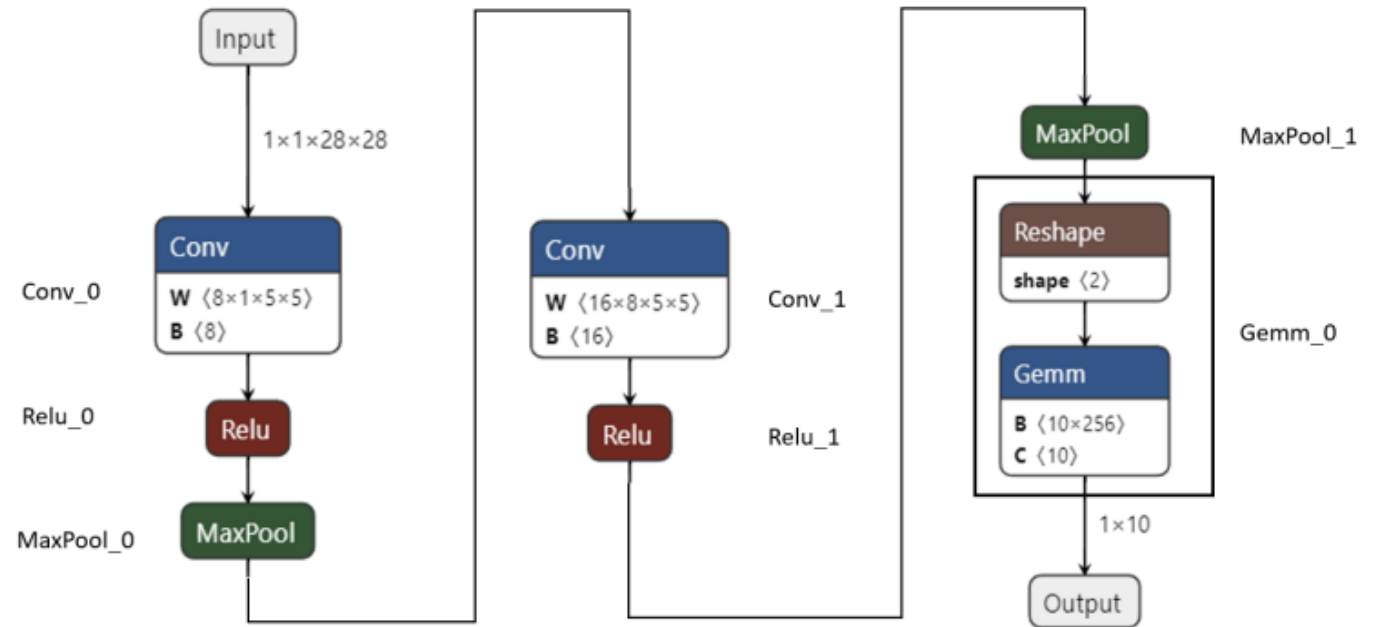 Input
1×1×28×28
Conv_0
Conv
W ⟨8×1×5×5⟩
B ⟨8⟩
Relu_0
Relu
MaxPool_0
MaxPool
Conv
W ⟨16×8×5×5⟩
B ⟨16⟩
Conv_1
Relu
Relu_1
MaxPool
MaxPool_1
Reshape
shape ⟨2⟩
Gemm_0
Gemm
B ⟨10×256⟩
C ⟨10⟩
1×10
Output